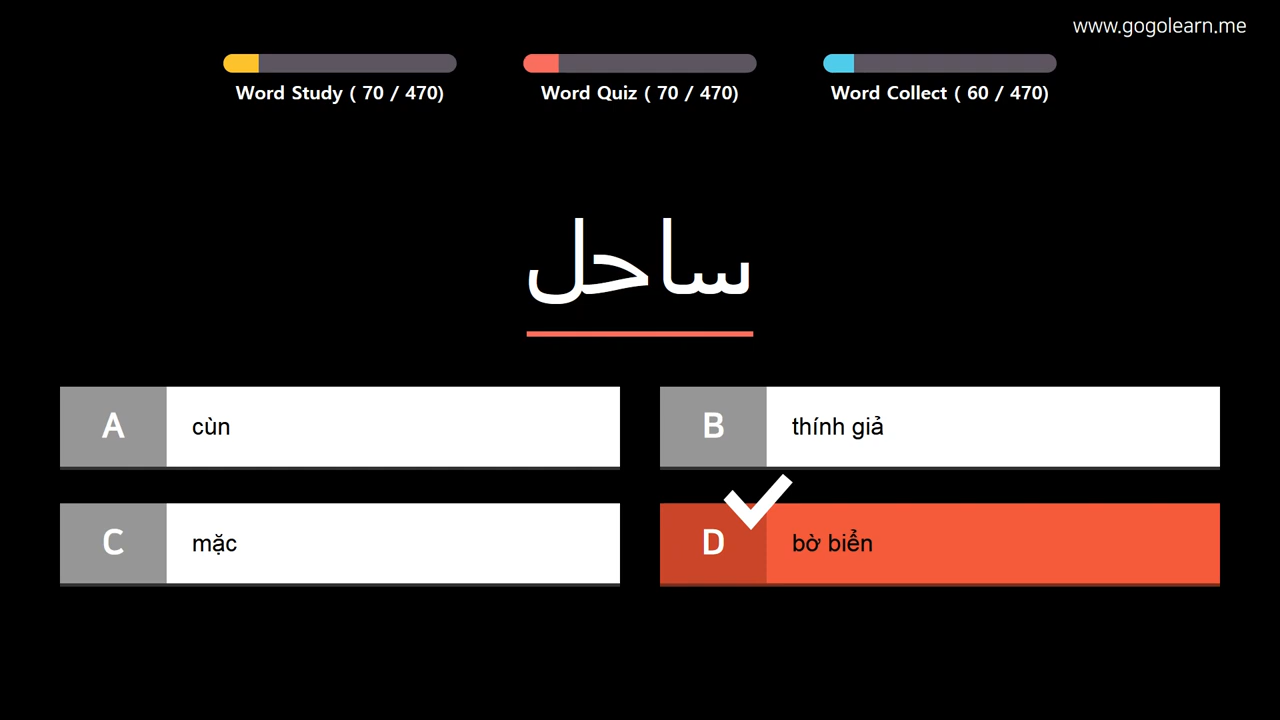 www.gogolearn.me
Word Study ( 70 / 470)
Word Quiz ( 70 / 470)
Word Collect ( 60 / 470)
ساحل
A cùn
B thính giả
C mặc
D bờ biển